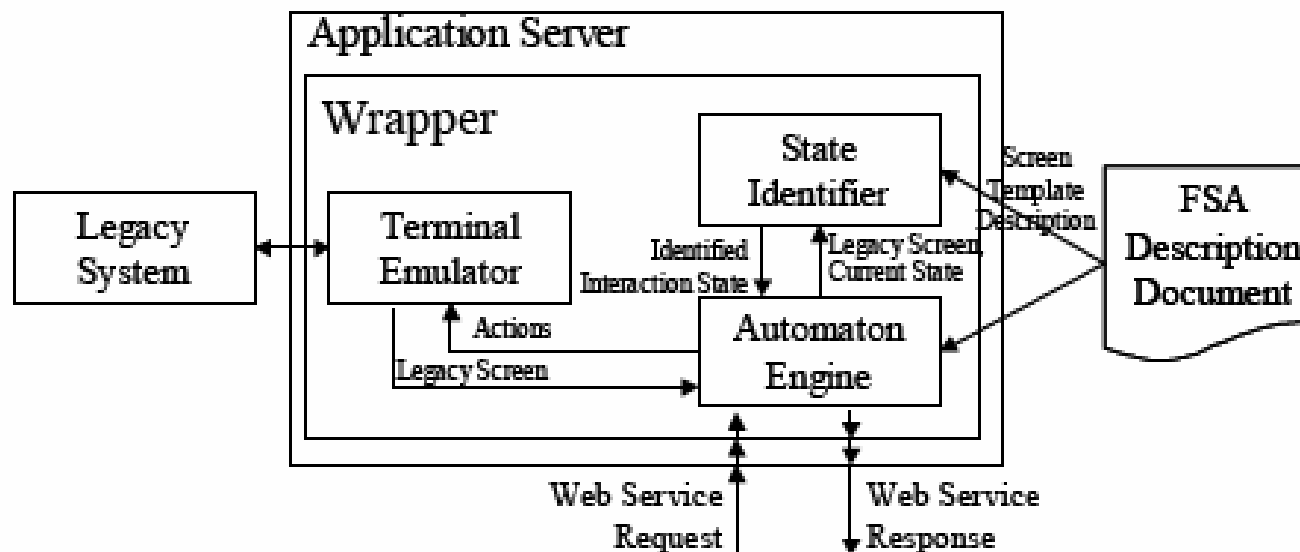 Application Server
Wrapper
State
Identifier
Screen
Template
Description
FSA
Description
Document
Legacy
System
Terminal
Emulator
Identified
Interaction State
Legacy Screen,
Current State
Actions
Legacy Screen
Automaton
Engine
Web Service
Request
Web Service
Response